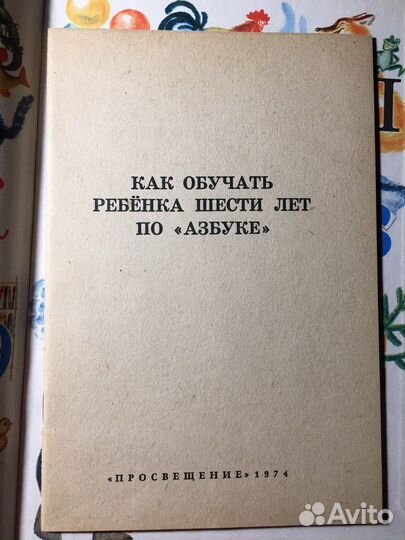 КАК ОБУЧАТЬ
РЕБЁНКА ШЕСТИ ЛЕТ
ПО «АЗБУКЕ»
«ПРОСВЕЩЕНИЕ» 1974
Avito